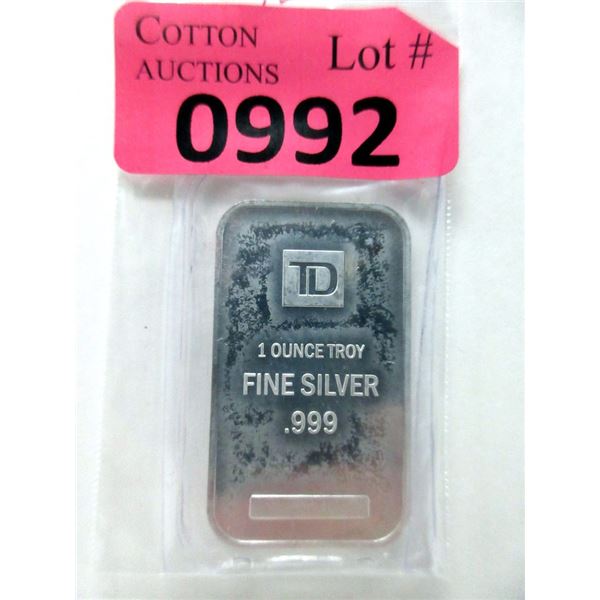 COTTON
AUCTIONS
Lot #
0992
TD
1 OUNCE TROY
FINE SILVER
.999